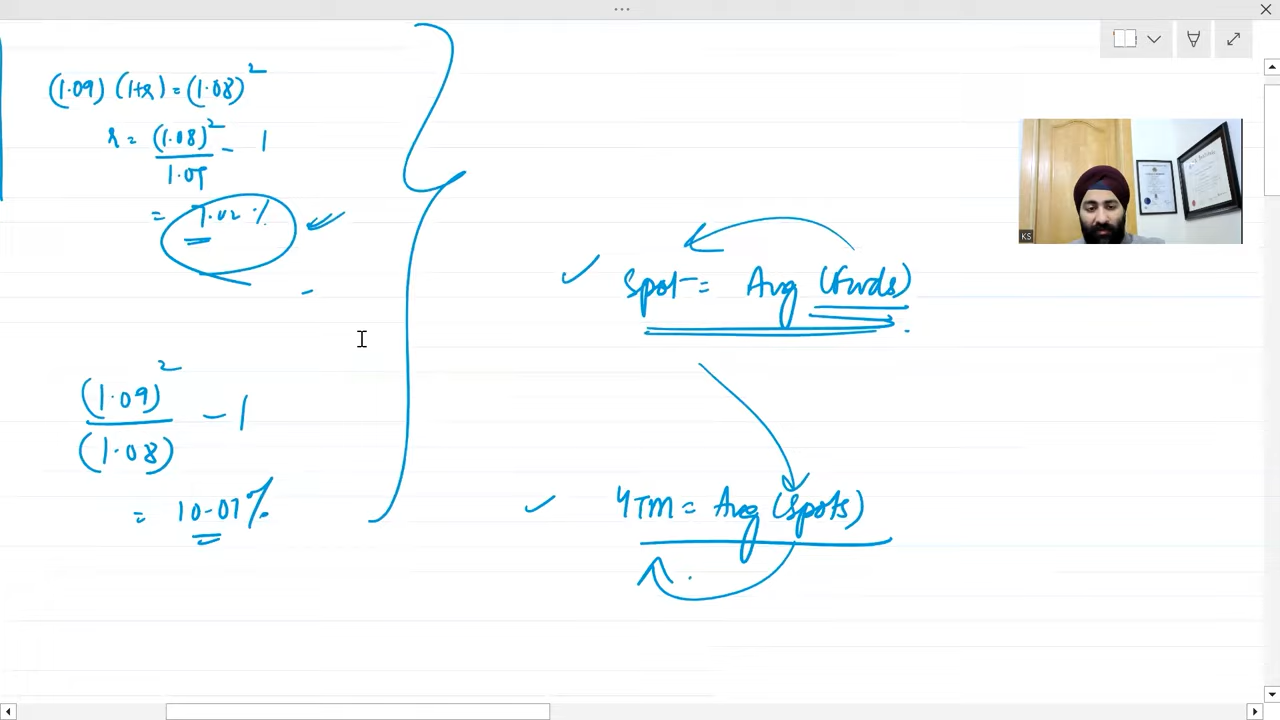 (1.09) (1+r) = (1.08)^2
r = (1.08)^2 / 1.09 - 1
= 7.02 %
(1.09)^2 / (1.08) - 1
= 10.07 %
Spot = Avg (Fwds)
YTM = Avg (Spots)
KS